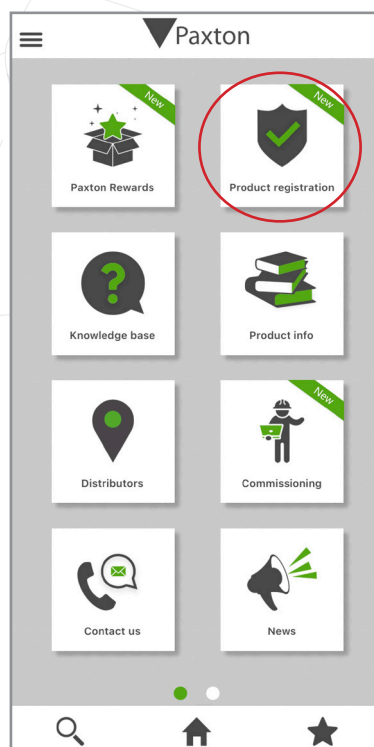 Paxton
New
New
Paxton Rewards
Product registration
?
Knowledge base
Product info
New
Distributors
Commissioning
Contact us
News